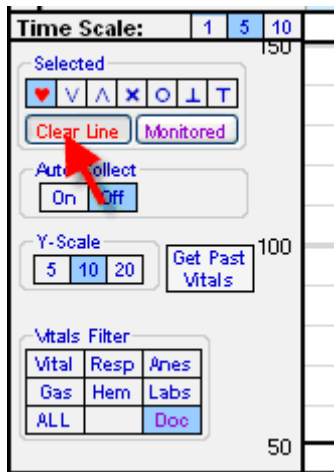 Time Scale: 1 5 10
150
Selected
Clear Line Monitored
Auto Collect
On Off
Y-Scale
5 10 20
Get Past
Vitals
100
Vitals Filter
Vital Resp Anes
Gas Hem Labs
ALL Doc
50